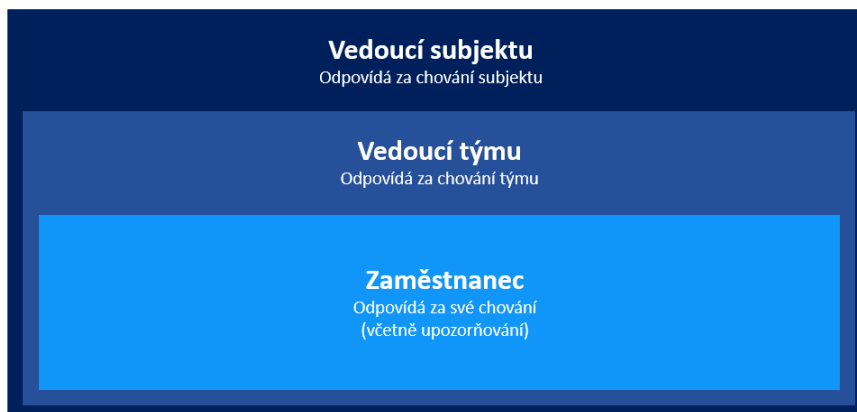 Vedoucí subjektu
Odpovídá za chování subjektu
Vedoucí týmu
Odpovídá za chování týmu
Zaměstnanec
Odpovídá za své chování
(včetně upozorňování)